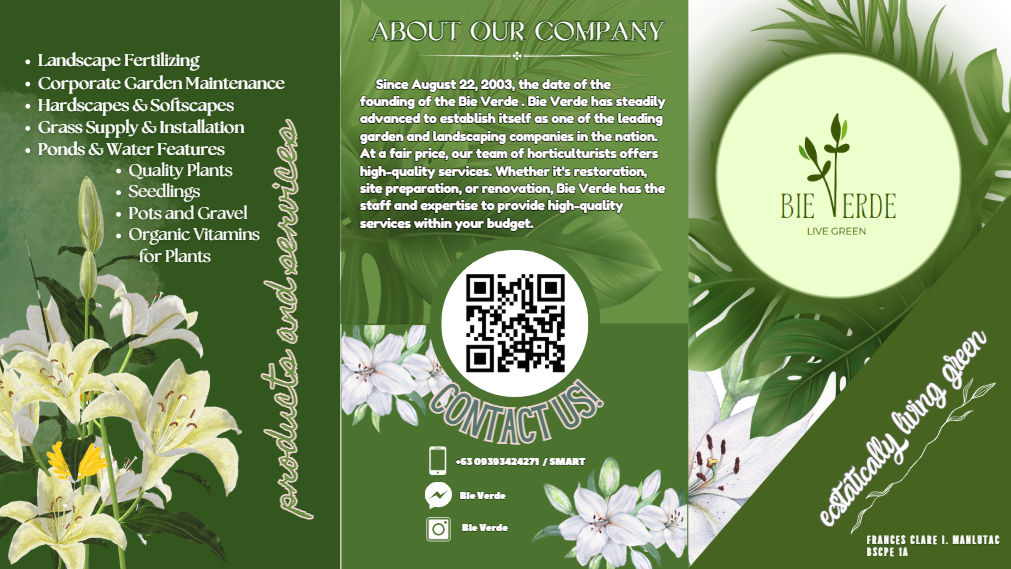 Landscape Fertilizing
Corporate Garden Maintenance
Hardscapes & Softscapes
Grass Supply & Installation
Ponds & Water Features
Quality Plants
Seedlings
Pots and Gravel
Organic Vitamins
for Plants
products and services
ABOUT OUR COMPANY
Since August 22, 2003, the date of the
founding of the Bie Verde . Bie Verde has steadily
advanced to establish itself as one of the leading
garden and landscaping companies in the nation.
At a fair price, our team of horticulturists offers
high-quality services. Whether it's restoration,
site preparation, or renovation, Bie Verde has the
staff and expertise to provide high-quality
services within your budget.
CONTACT US!
+63 09393424271 / SMART
Bie Verde
Bie Verde
BIE VERDE
LIVE GREEN
ecstatically living green
FRANCES CLARE I. MANLUTAC
BSCPE 1A